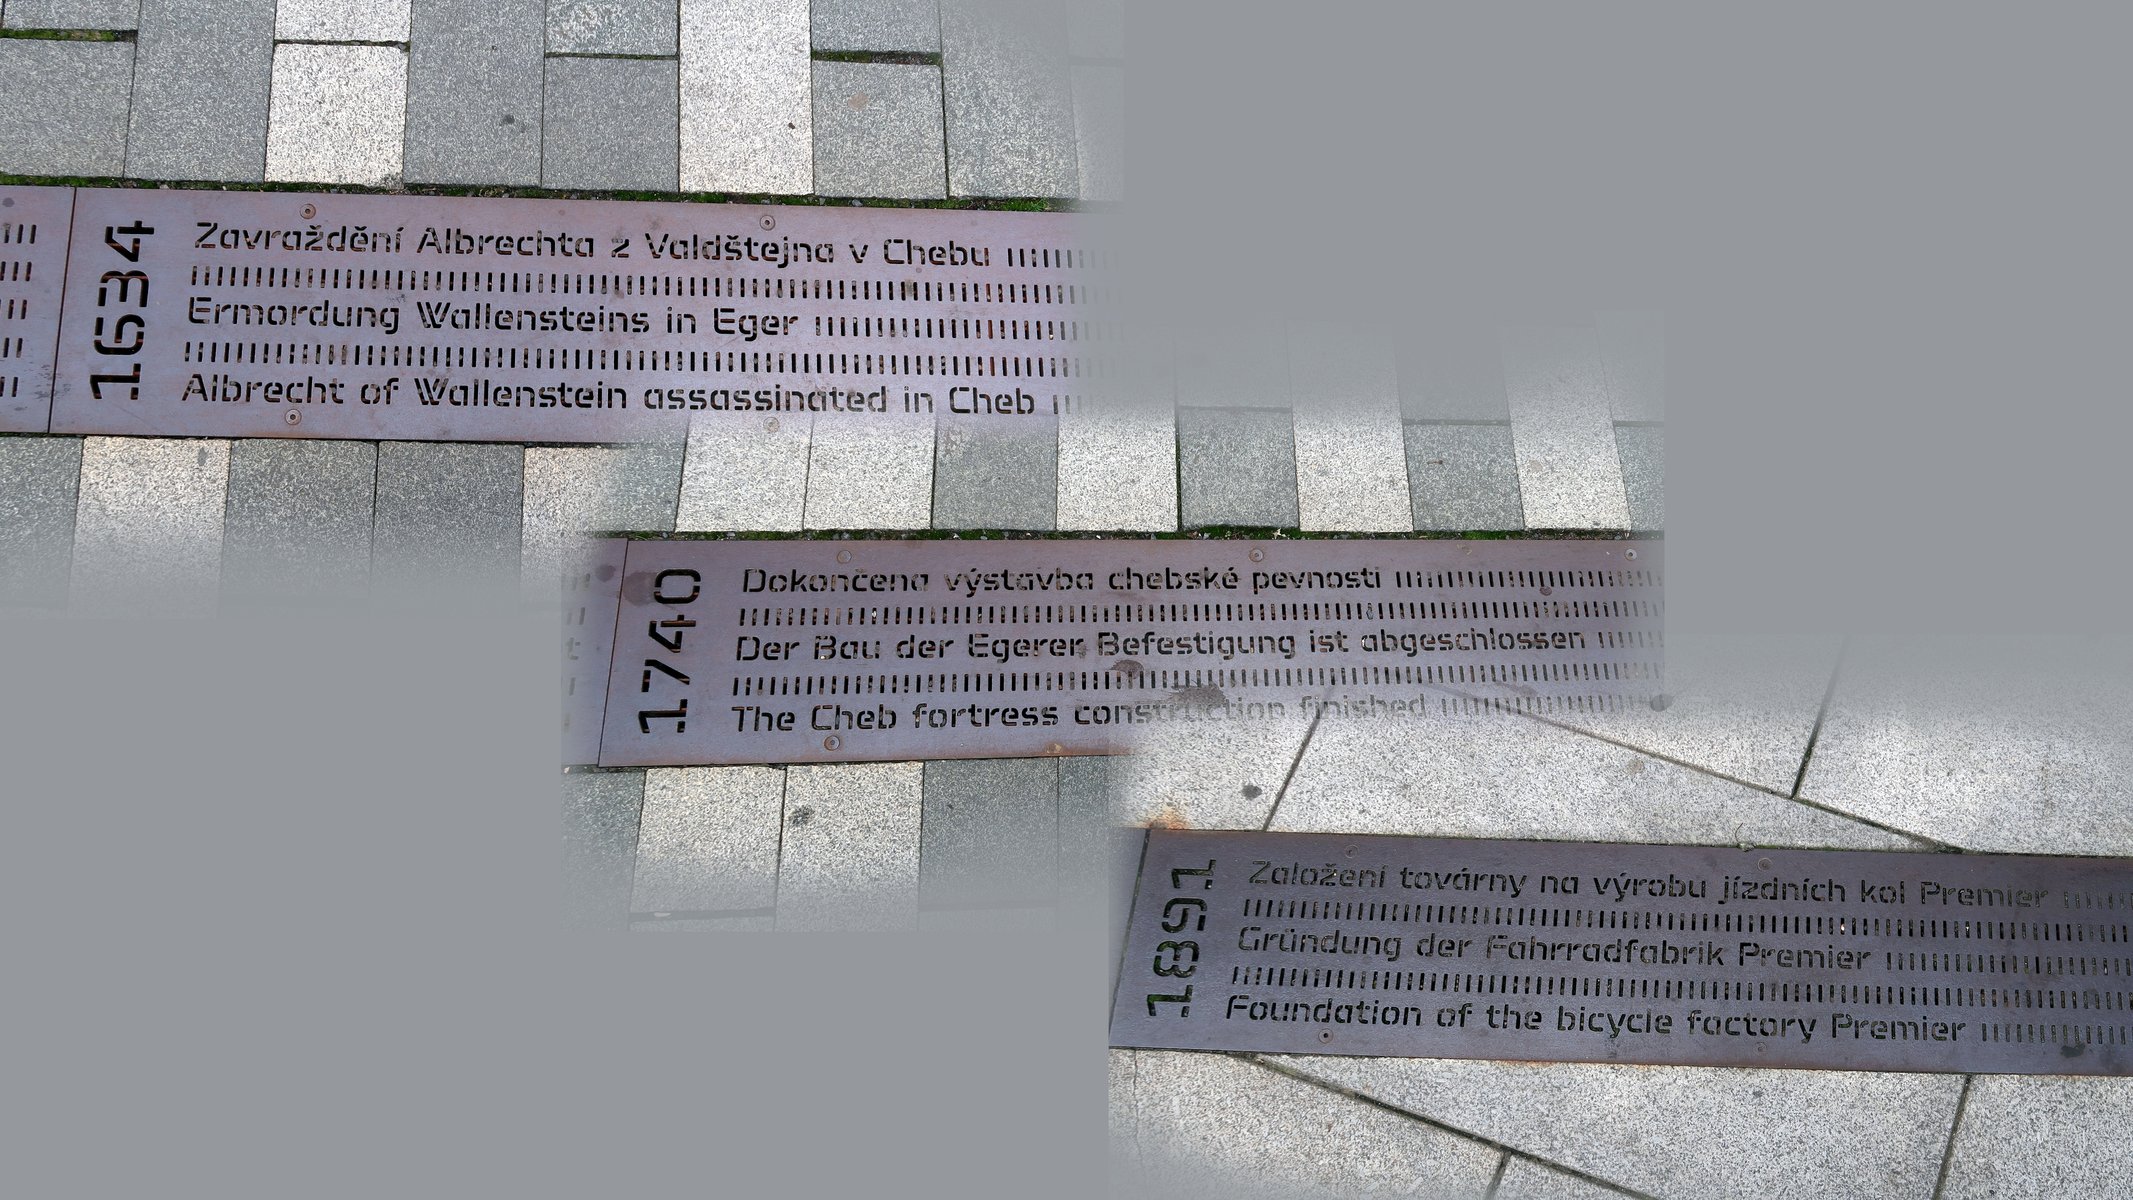 1634
Zavraždění Albrechta z Valdštejna v Chebu
Ermordung Wallensteins in Eger
Albrecht of Wallenstein assassinated in Cheb
1740
Dokončena výstavba chebské pevnosti
Der Bau der Egerer Befestigung ist abgeschlossen
The Cheb fortress construction finished
1891
Založení továrny na výrobu jízdních kol Premier
Gründung der Fahrradfabrik Premier
Foundation of the bicycle factory Premier